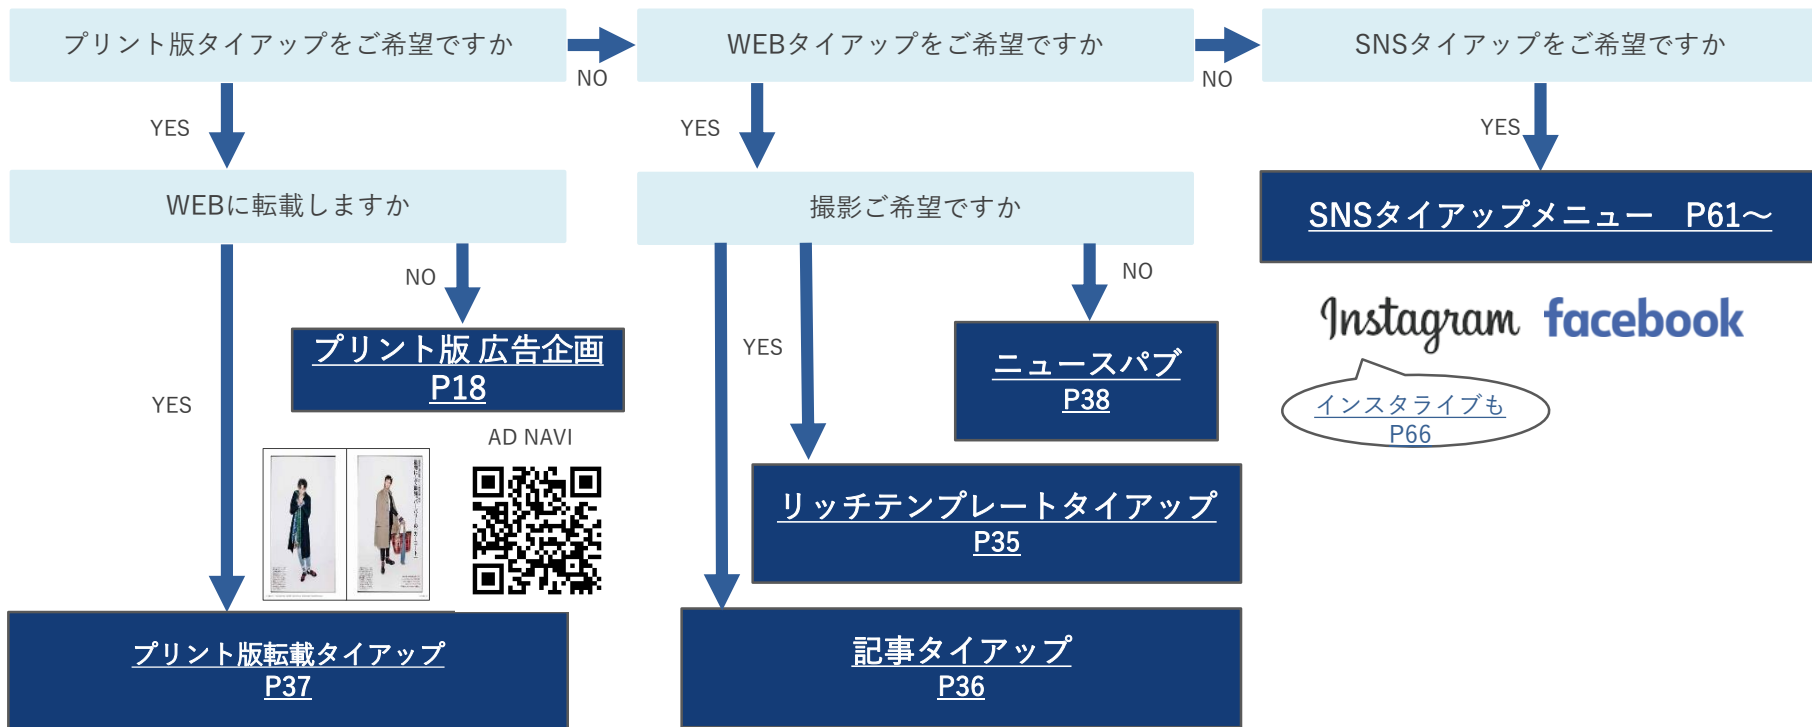 プリント版タイアップをご希望ですか
NO
WEBタイアップをご希望ですか
NO
SNSタイアップをご希望ですか
YES
YES
YES
WEBに転載しますか
撮影ご希望ですか
SNSタイアップメニュー　P61～
NO
NO
プリント版 広告企画
P18
YES
ニュースパブ
P38
Instagram
facebook
インスタライブも
P66
YES
AD NAVI
リッチテンプレートタイアップ
P35
プリント版転載タイアップ
P37
記事タイアップ
P36